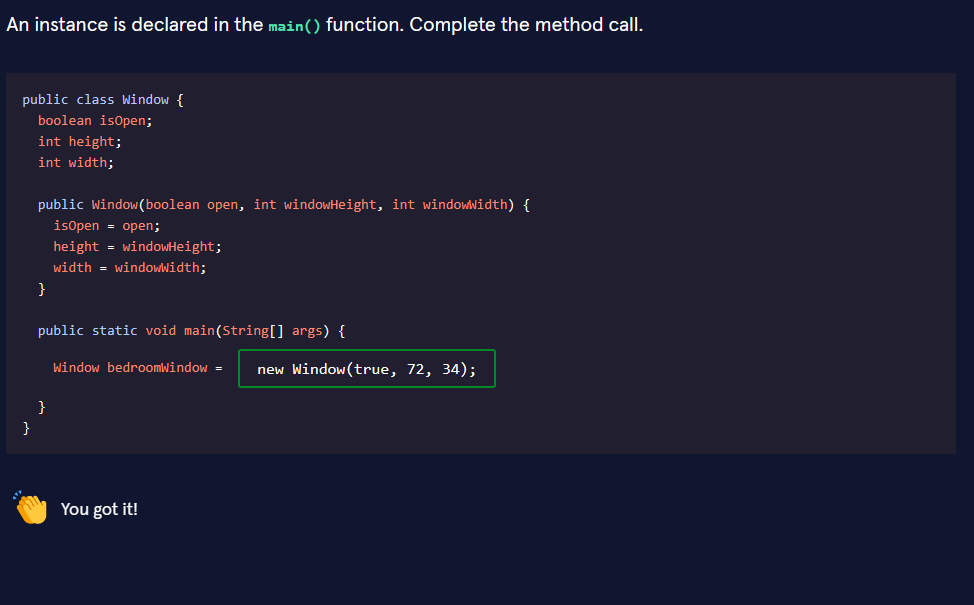 An instance is declared in the main() function. Complete the method call.
public class Window {
boolean isOpen;
int height;
int width;
public Window(boolean open, int windowHeight, int windowWidth) {
isOpen = open;
height = windowHeight;
width = windowWidth;
}
public static void main(String[] args) {
Window bedroomWindow = new Window(true, 72, 34);
}
}
You got it!